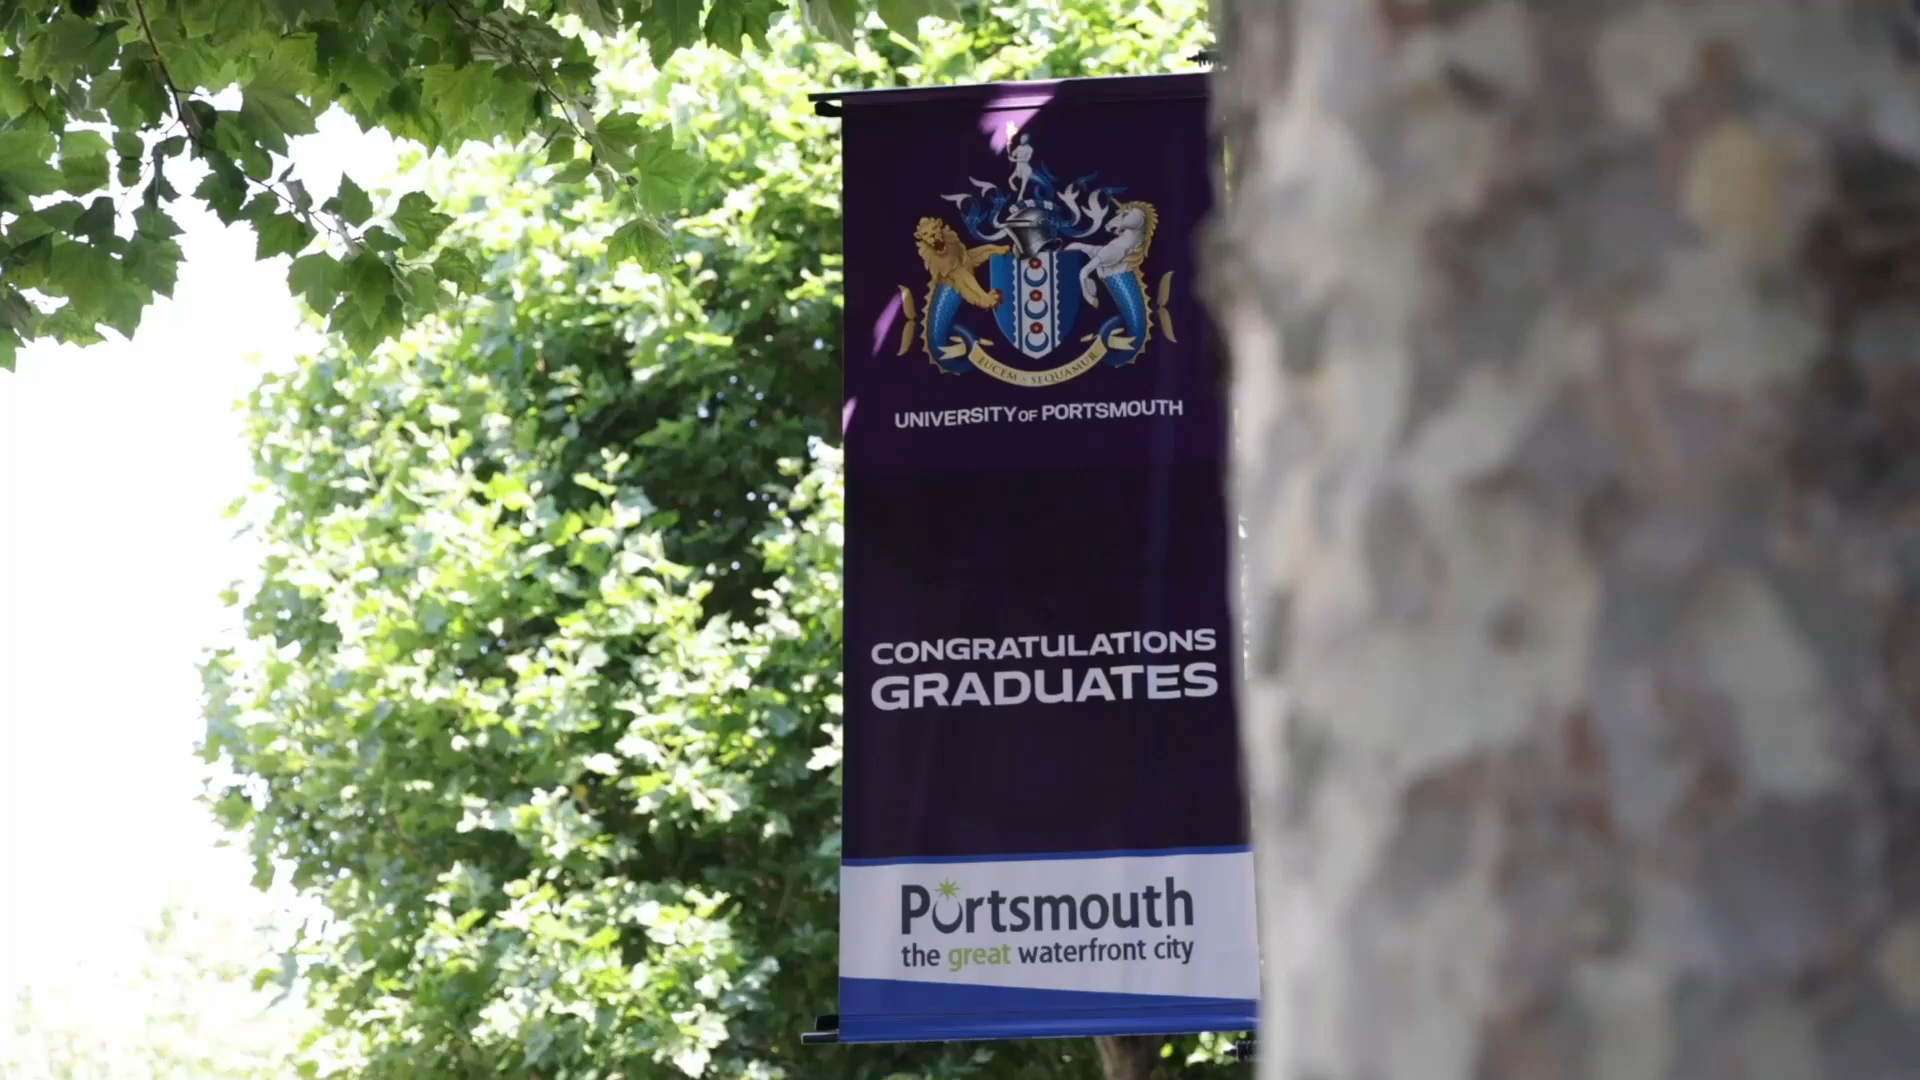 LUCEM - SEQUAMUR
UNIVERSITY OF PORTSMOUTH
CONGRATULATIONS
GRADUATES
Portsmouth
the great waterfront city